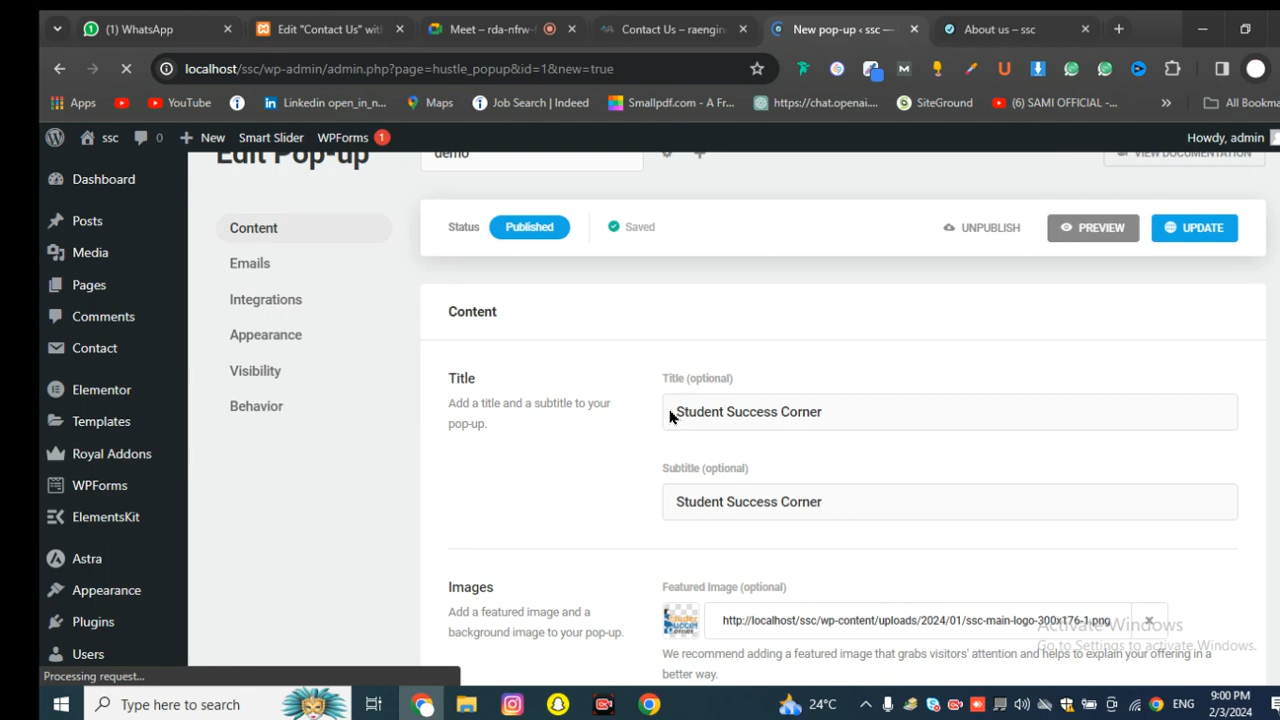 (1) WhatsApp
Edit "Contact Us" with
Meet – rda-nfrw-
Contact Us – raengin
New pop-up ‹ ssc —
About us – ssc
localhost/ssc/wp-admin/admin.php?page=hustle_popup&id=1&new=true
Apps
YouTube
Linkedin open_in_n...
Maps
Job Search | Indeed
Smallpdf.com - A Fr...
https://chat.openai....
SiteGround
(6) SAMI OFFICIAL -...
»
All Bookma
ssc
0
New
Smart Slider
WPForms 1
Howdy, admin
Edit Pop-up
demo
VIEW DOCUMENTATION
Dashboard
Posts
Media
Pages
Comments
Contact
Elementor
Templates
Royal Addons
WPForms
ElementsKit
Astra
Appearance
Plugins
Users
Content
Emails
Integrations
Appearance
Visibility
Behavior
Status
Published
Saved
UNPUBLISH
PREVIEW
UPDATE
Content
Title
Add a title and a subtitle to your
pop-up.
Title (optional)
Student Success Corner
Subtitle (optional)
Student Success Corner
Images
Add a featured image and a
background image to your pop-up.
Featured Image (optional)
http://localhost/ssc/wp-content/uploads/2024/01/ssc-main-logo-300x176-1.png
We recommend adding a featured image that grabs visitors' attention and helps to explain your offering in a
better way.
Activate Windows
Go to Settings to activate Windows.
Processing request...
Type here to search
24°C
ENG
9:00 PM
2/3/2024